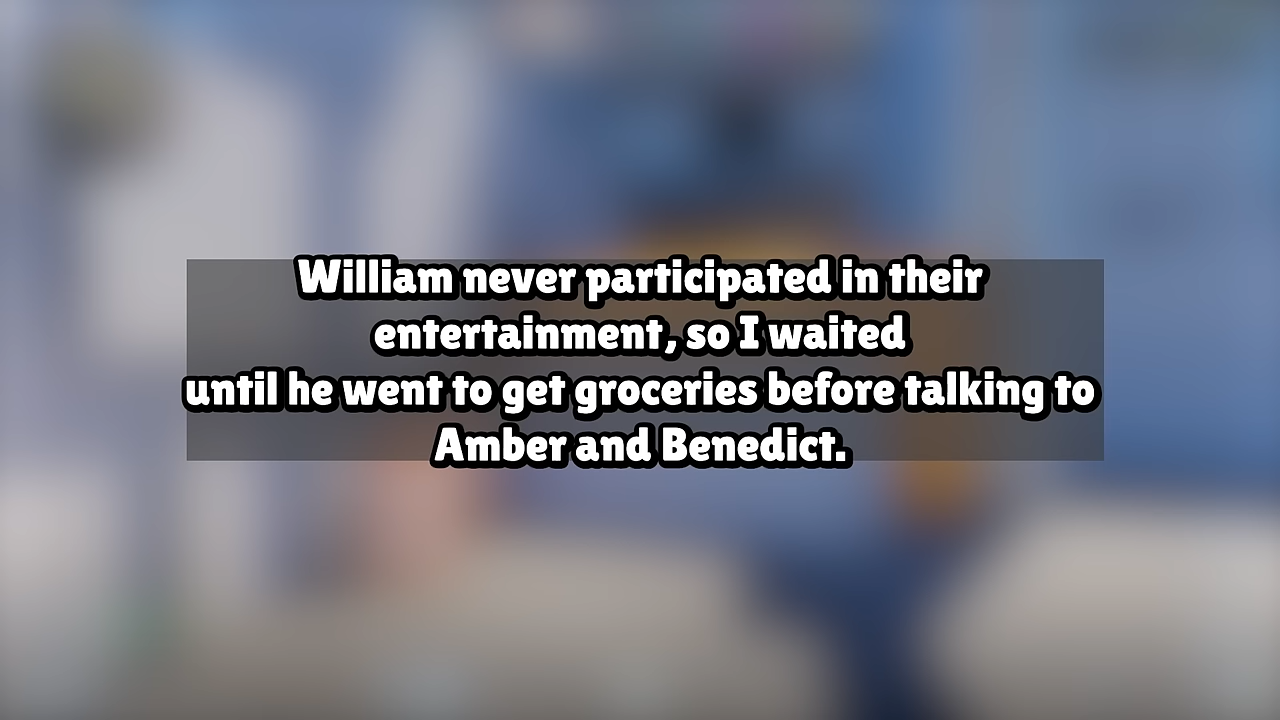 William never participated in their
entertainment, so I waited
until he went to get groceries before talking to
Amber and Benedict.